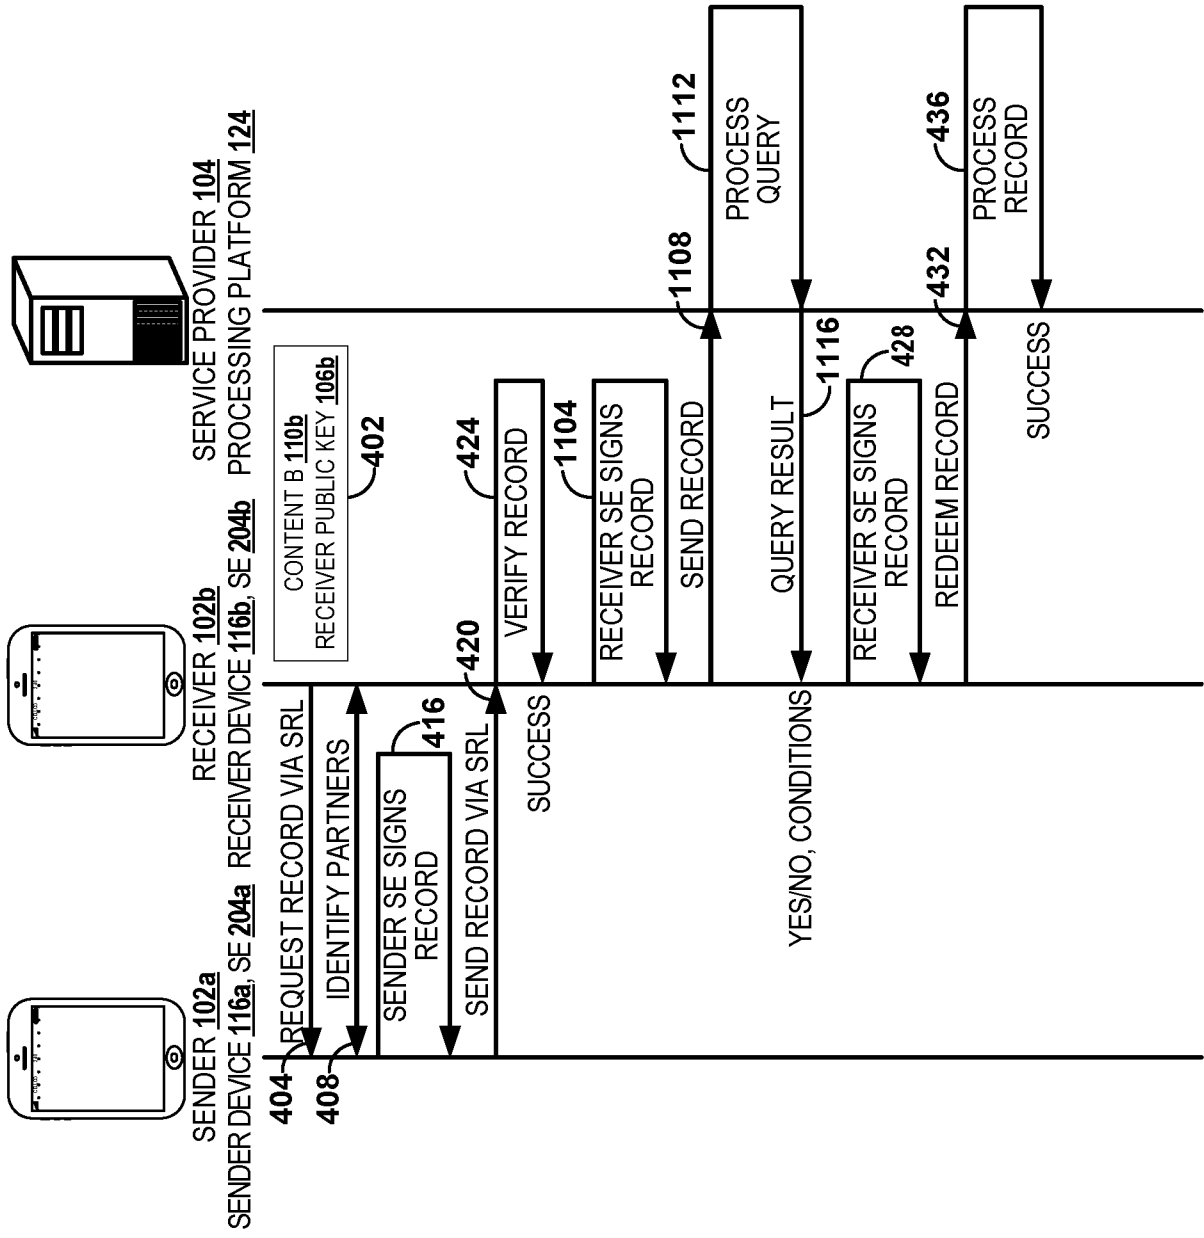 SENDER 102a
SENDER DEVICE 116a, SE 204a
RECEIVER 102b
RECEIVER DEVICE 116b, SE 204b
SERVICE PROVIDER 104
PROCESSING PLATFORM 124
CONTENT B 110b
RECEIVER PUBLIC KEY 106b
402
REQUEST RECORD VIA SRL
404
IDENTIFY PARTNERS
408
SENDER SE SIGNS
RECORD
416
SEND RECORD VIA SRL
420
VERIFY RECORD
424
SUCCESS
RECEIVER SE SIGNS
RECORD
1104
SEND RECORD
1108
PROCESS
QUERY
1112
QUERY RESULT
1116
YES/NO, CONDITIONS
RECEIVER SE SIGNS
RECORD
428
REDEEM RECORD
432
PROCESS
RECORD
436
SUCCESS